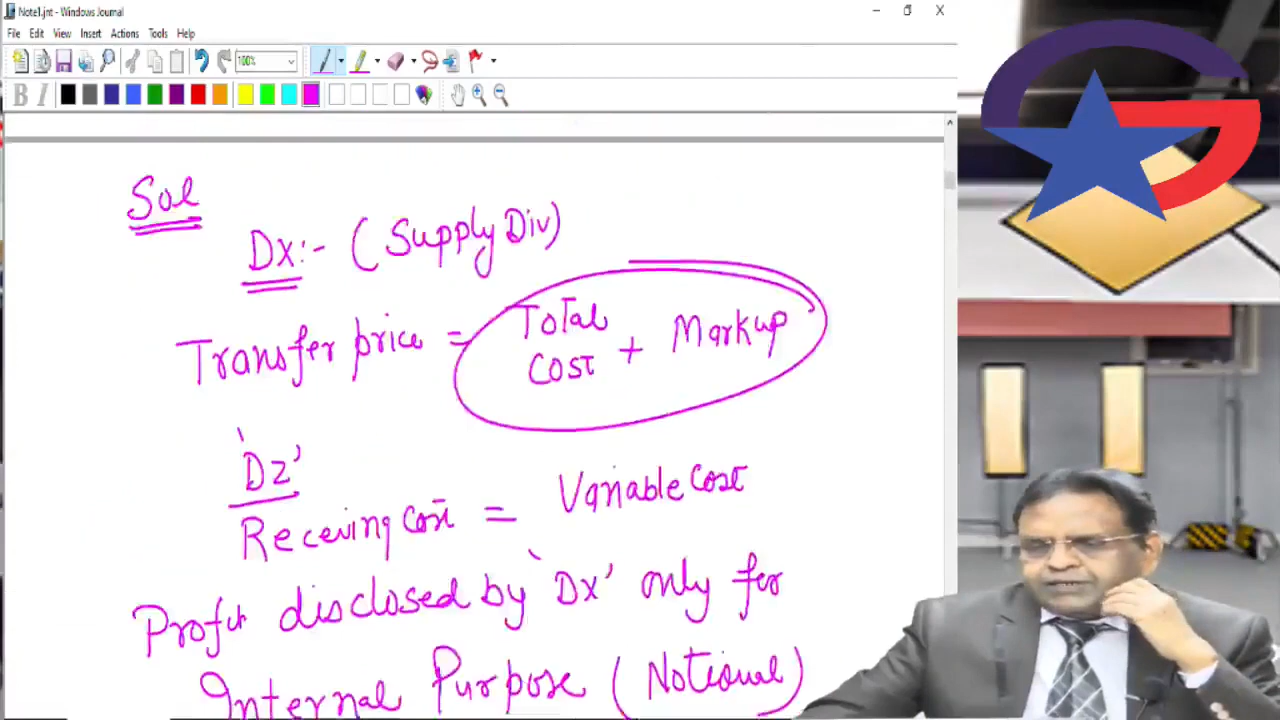 Note1.jnt - Windows Journal
File Edit View Insert Actions Tools Help
100%
B I
Sol
Dx:- (Supply Div)
Transfer price = Total Cost + Markup
'Dz'
Receiving cost = Variable cost
Profit disclosed by 'Dx' only for
Internal Purpose (Notional)